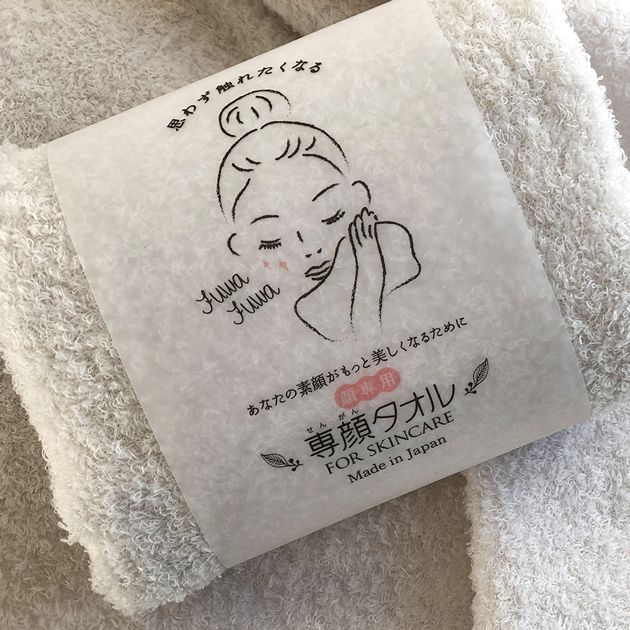 思わず触れたくなる
Fuwa
Fuwa
あなたの素顔がもっと美しくなるために
顔専用
せん がん
専顔タオル
FOR SKINCARE
Made in Japan